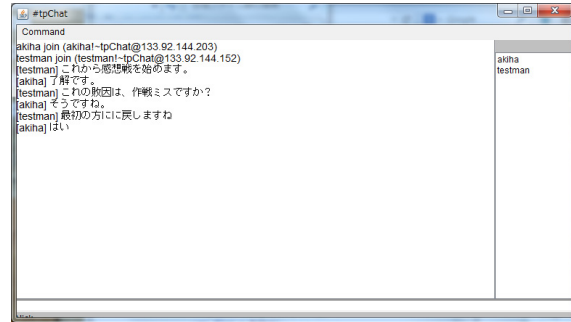 #tpChat
Command
akiha join (akiha!~tpChat@133.92.144.203)
testman join (testman!~tpChat@133.92.144.152)
[testman] これから感想戦を始めます。
[akiha] 了解です。
[testman] これの敗因は、作戦ミスですか？
[akiha] そうですね。
[testman] 最初の方にに戻しますね
[akiha] はい
akiha
testman